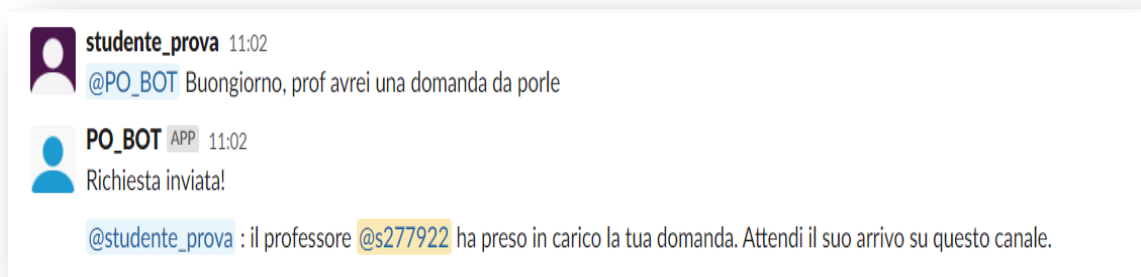 studente_prova 11:02
@PO_BOT Buongiorno, prof avrei una domanda da porle
PO_BOT APP 11:02
Richiesta inviata!
@studente_prova : il professore @s277922 ha preso in carico la tua domanda. Attendi il suo arrivo su questo canale.